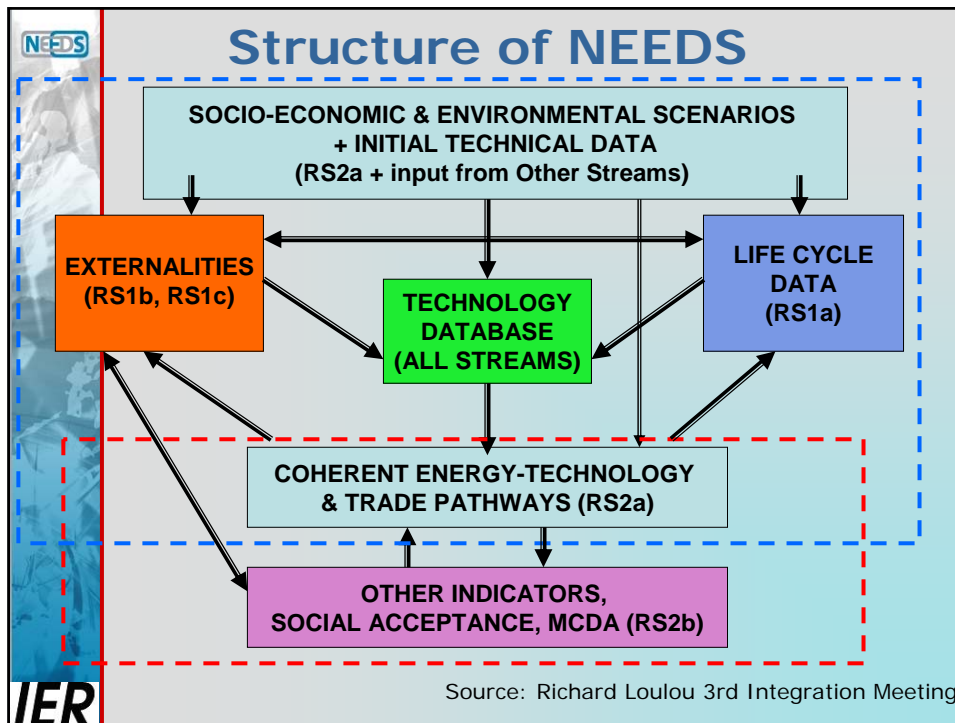 NEEDS
Structure of NEEDS
SOCIO-ECONOMIC & ENVIRONMENTAL SCENARIOS
+ INITIAL TECHNICAL DATA
(RS2a + input from Other Streams)
EXTERNALITIES
(RS1b, RS1c)
TECHNOLOGY
DATABASE
(ALL STREAMS)
LIFE CYCLE
DATA
(RS1a)
COHERENT ENERGY-TECHNOLOGY
& TRADE PATHWAYS (RS2a)
OTHER INDICATORS,
SOCIAL ACCEPTANCE, MCDA (RS2b)
IER
Source: Richard Loulou 3rd Integration Meeting